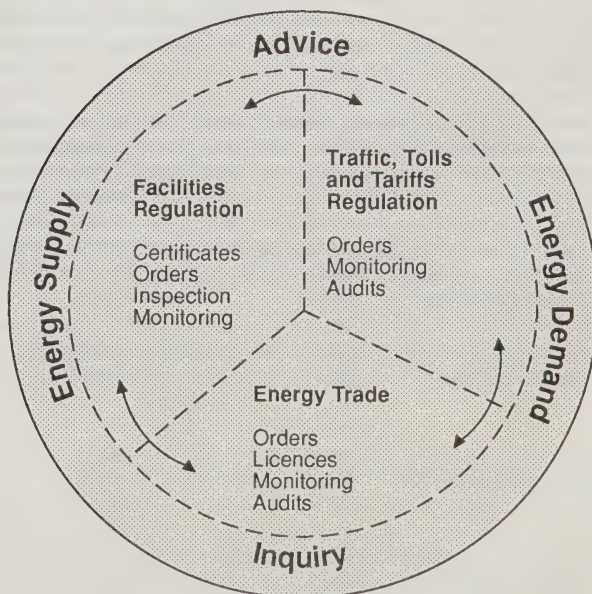 Advice
Energy Supply
Energy Demand
Facilities
Regulation
Certificates
Orders
Inspection
Monitoring
Traffic, Tolls
and Tariffs
Regulation
Orders
Monitoring
Audits
Energy Trade
Orders
Licences
Monitoring
Audits
Inquiry